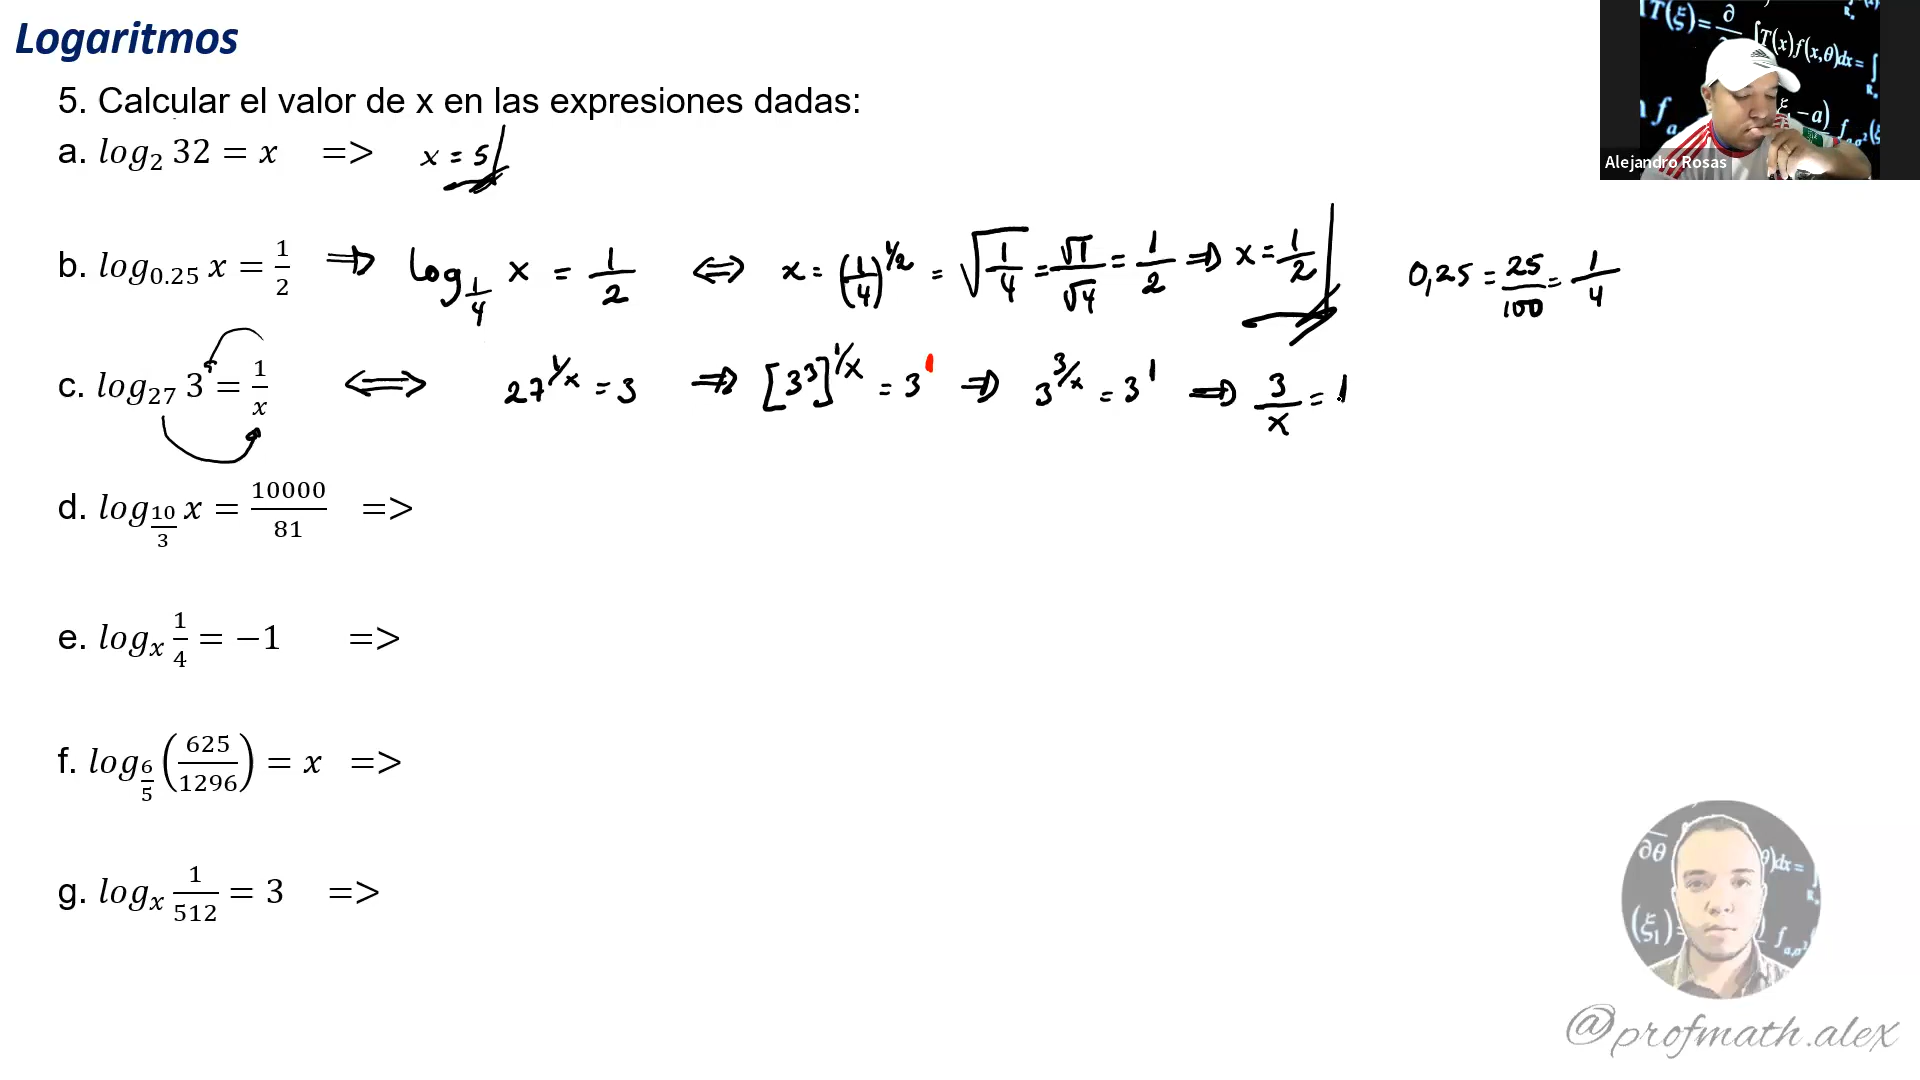 Logaritmos
5. Calcular el valor de x en las expresiones dadas:
a. log₂ 32 = x => x = 5
b. log₀.₂₅ x = 1/2 ⇒ log_{1/4} x = 1/2 ⇔ x = (1/4)^{1/2} = √(1/4) = √1/√4 = 1/2 ⇒ x = 1/2 0,25 = 25/100 = 1/4
c. log₂₇ 3 = 1/x ⇔ 27^{1/x} = 3 ⇒ [3³]^{1/x} = 3¹ ⇒ 3^{3/x} = 3¹ ⇒ 3/x = 1
d. log_{10/3} x = 10000/81 =>
e. logₓ 1/4 = −1 =>
f. log_{6/5} (625/1296) = x =>
g. logₓ 1/512 = 3 =>
Alejandro Rosas
@profmath.alex